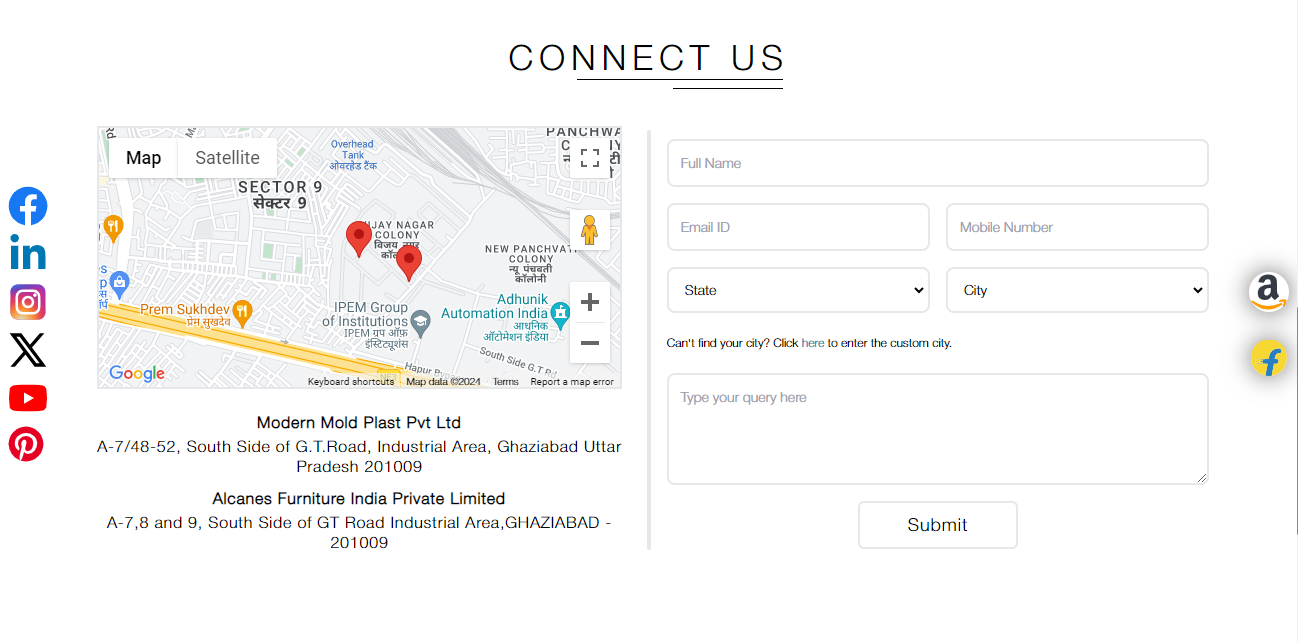 CONNECT US
Map
Satellite
Overhead
Tank
ओवरहेड टैंक
PANCHWA
SECTOR 9
सेक्टर 9
VIJAY NAGAR
COLONY
विजय नगर
NEW PANCHVATI
COLONY
न्यू पंचवटी
कॉलोनी
Prem Sukhdev
प्रेम सुखदेव
IPEM Group
of Institutions
IPEM ग्रुप ऑफ़
इंस्टिट्यूशंस
Adhunik
Automation India
आधुनिक
ऑटोमेशन इंडिया
South Side G.T Rd
Hapur Bypass
NE3
Google
Keyboard shortcuts
Map data ©2024
Terms
Report a map error
Modern Mold Plast Pvt Ltd
A-7/48-52, South Side of G.T.Road, Industrial Area, Ghaziabad Uttar
Pradesh 201009
Alcanes Furniture India Private Limited
A-7,8 and 9, South Side of GT Road Industrial Area,GHAZIABAD -
201009
Full Name
Email ID
Mobile Number
State
City
Can't find your city? Click here to enter the custom city.
Type your query here
Submit